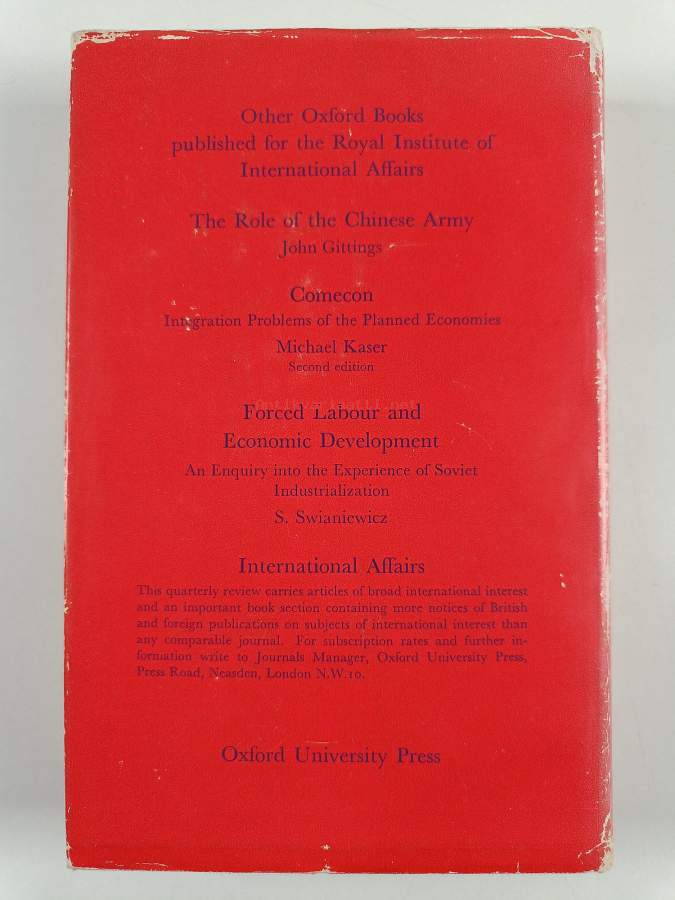 Other Oxford Books
published for the Royal Institute of
International Affairs
The Role of the Chinese Army
John Gittings
Comecon
Integration Problems of the Planned Economies
Michael Kaser
Second edition
antikvariaatti.net
Forced Labour and
Economic Development
An Enquiry into the Experience of Soviet
Industrialization
S. Swianiewicz
International Affairs
This quarterly review carries articles of broad international interest
and an important book section containing more notices of British
and foreign publications on subjects of international interest than
any comparable journal. For subscription rates and further in-
formation write to Journals Manager, Oxford University Press,
Press Road, Neasden, London N.W.10.
Oxford University Press